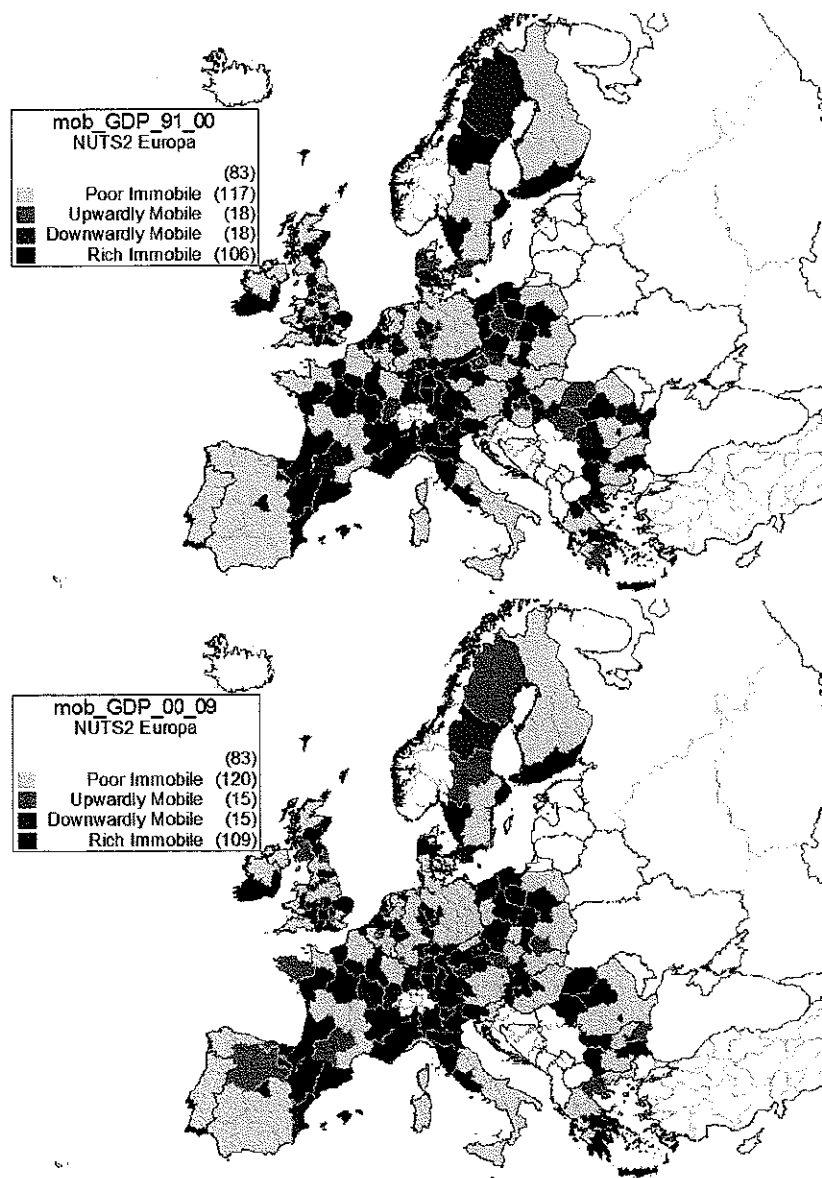 mob_GDP_91_00
NUTS2 Europa
(83)
Poor Immobile (117)
Upwardly Mobile (18)
Downwardly Mobile (18)
Rich Immobile (106)
mob_GDP_00_09
NUTS2 Europa
(83)
Poor Immobile (120)
Upwardly Mobile (15)
Downwardly Mobile (15)
Rich Immobile (109)